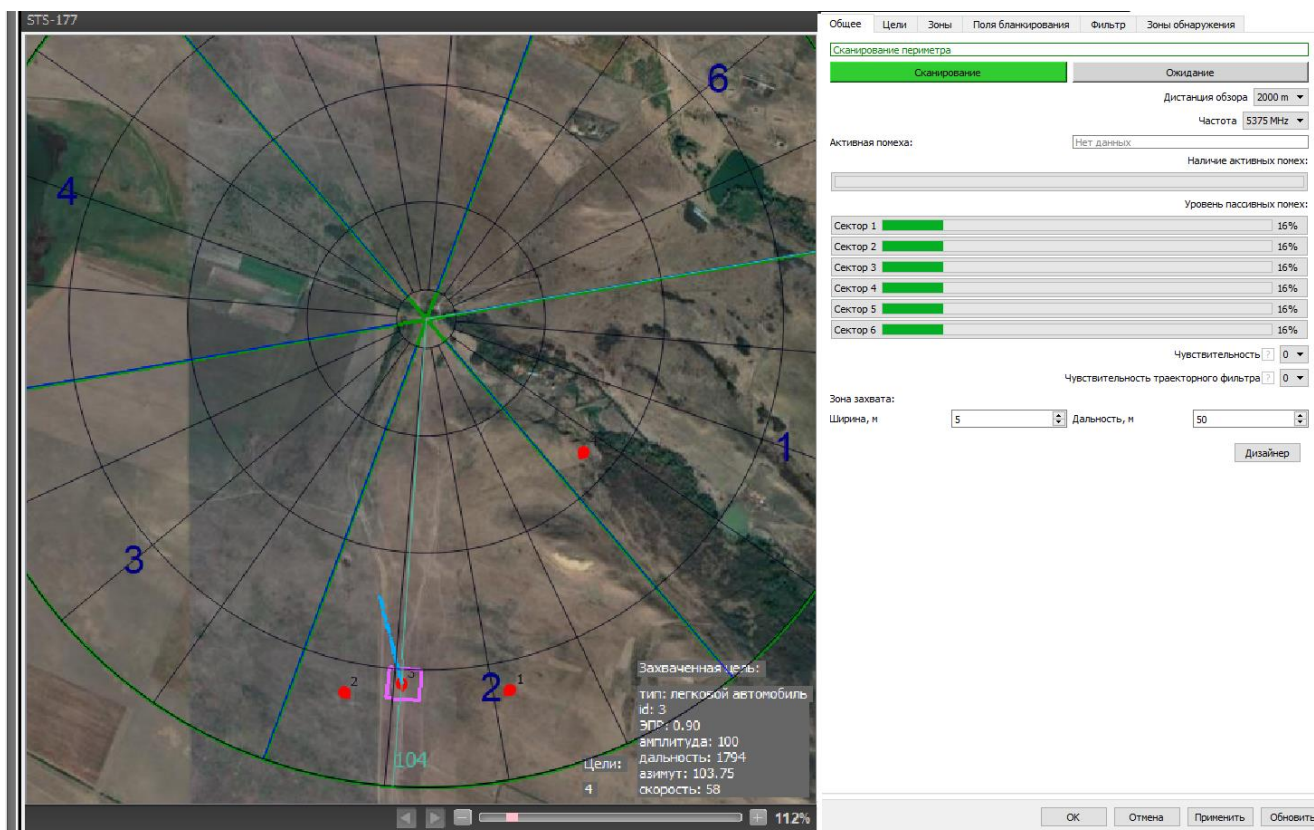 STS-177
Общее Цели Зоны Поля бланкирования Фильтр Зоны обнаружения
Сканирование периметра
Сканирование Ожидание
Дистанция обзора 2000 m
Частота 5375 MHz
Активная помеха: Нет данных
Наличие активных помех:
Уровень пассивных помех:
Сектор 1 16%
Сектор 2 16%
Сектор 3 16%
Сектор 4 16%
Сектор 5 16%
Сектор 6 16%
Чувствительность ? 0
Чувствительность траекторного фильтра ? 0
Зона захвата:
Ширина, м 5 Дальность, м 50
Дизайнер
6
4
1
3
2
3
2
1
104
Захваченная цель:
тип: легковой автомобиль
id: 3
ЭПР: 0.90
амплитуда: 100
дальность: 1794
азимут: 103.75
скорость: 58
Цели:
4
112%
OK Отмена Применить Обновить